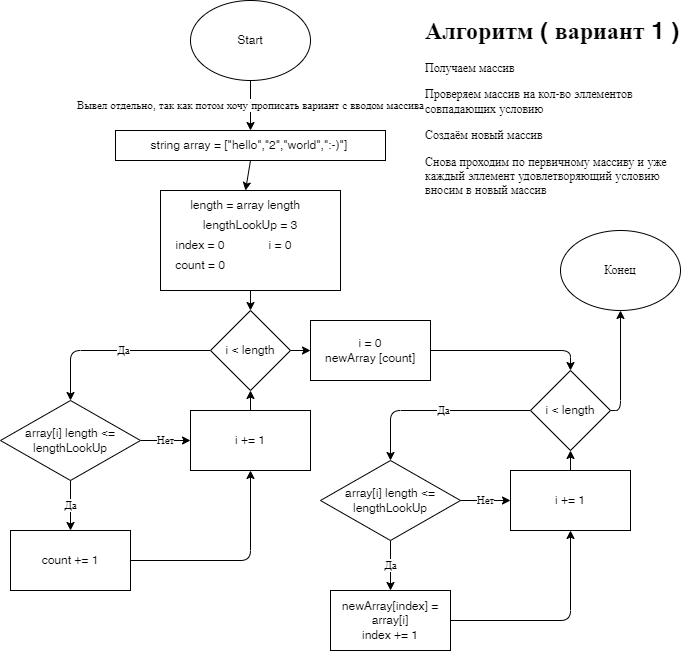 Алгоритм ( вариант 1 )
Start
Получаем массив
Проверяем массив на кол-во эллементов
совпадающих условию
Вывел отдельно, так как потом хочу прописать вариант с вводом массива
Создаём новый массив
string array = ["hello","2","world",":-)"]
Снова проходим по первичному массиву и уже
каждый эллемент удовлетворяющий условию
вносим в новый массив
length = array length
lengthLookUp = 3
index = 0 i = 0
count = 0
Конец
i < length
Да
i = 0
newArray [count]
array[i] length <=
lengthLookUp
Нет
i += 1
Да
count += 1
i < length
Да
array[i] length <=
lengthLookUp
Нет
i += 1
Да
newArray[index] =
array[i]
index += 1